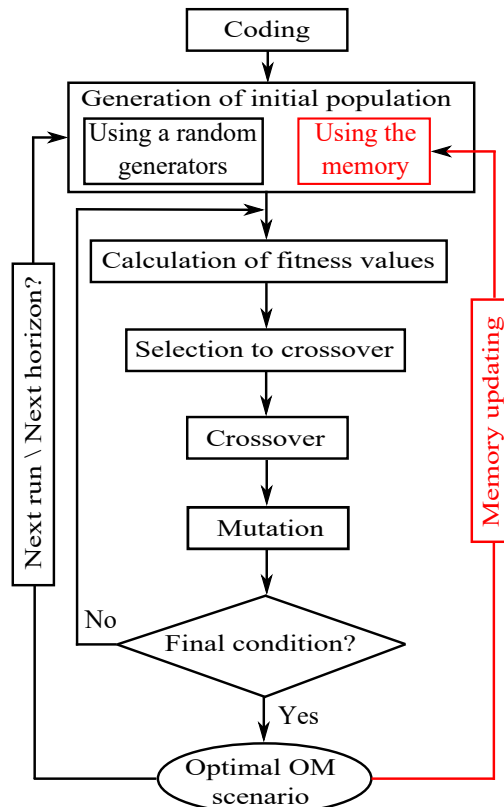 Coding
Generation of initial population
Using a random
generators
Using the
memory
Calculation of fitness values
Selection to crossover
Crossover
Mutation
Final condition?
No
Yes
Optimal OM
scenario
Next run \ Next horizon?
Memory updating